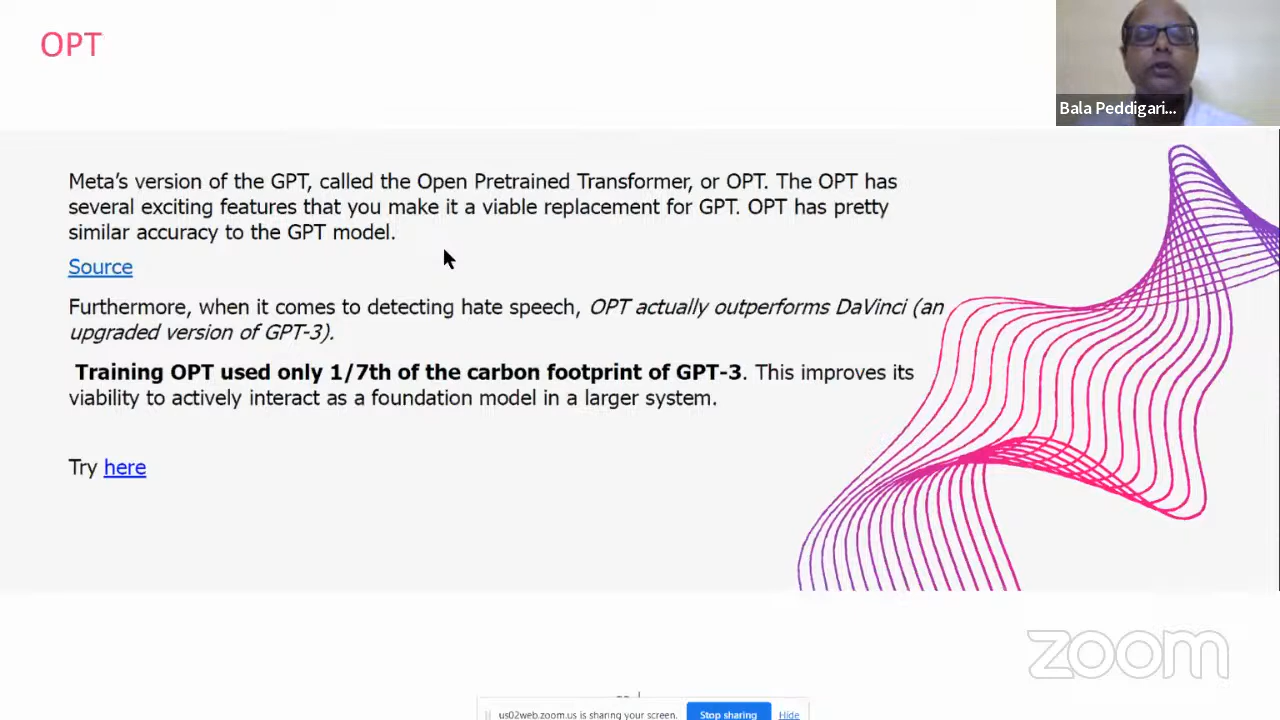 OPT
Bala Peddigari...
Meta's version of the GPT, called the Open Pretrained Transformer, or OPT. The OPT has
several exciting features that you make it a viable replacement for GPT. OPT has pretty
similar accuracy to the GPT model.
Source
Furthermore, when it comes to detecting hate speech, OPT actually outperforms DaVinci (an
upgraded version of GPT-3).
Training OPT used only 1/7th of the carbon footprint of GPT-3. This improves its
viability to actively interact as a foundation model in a larger system.
Try here
zoom
us02web.zoom.us is sharing your screen.
Stop sharing
Hide